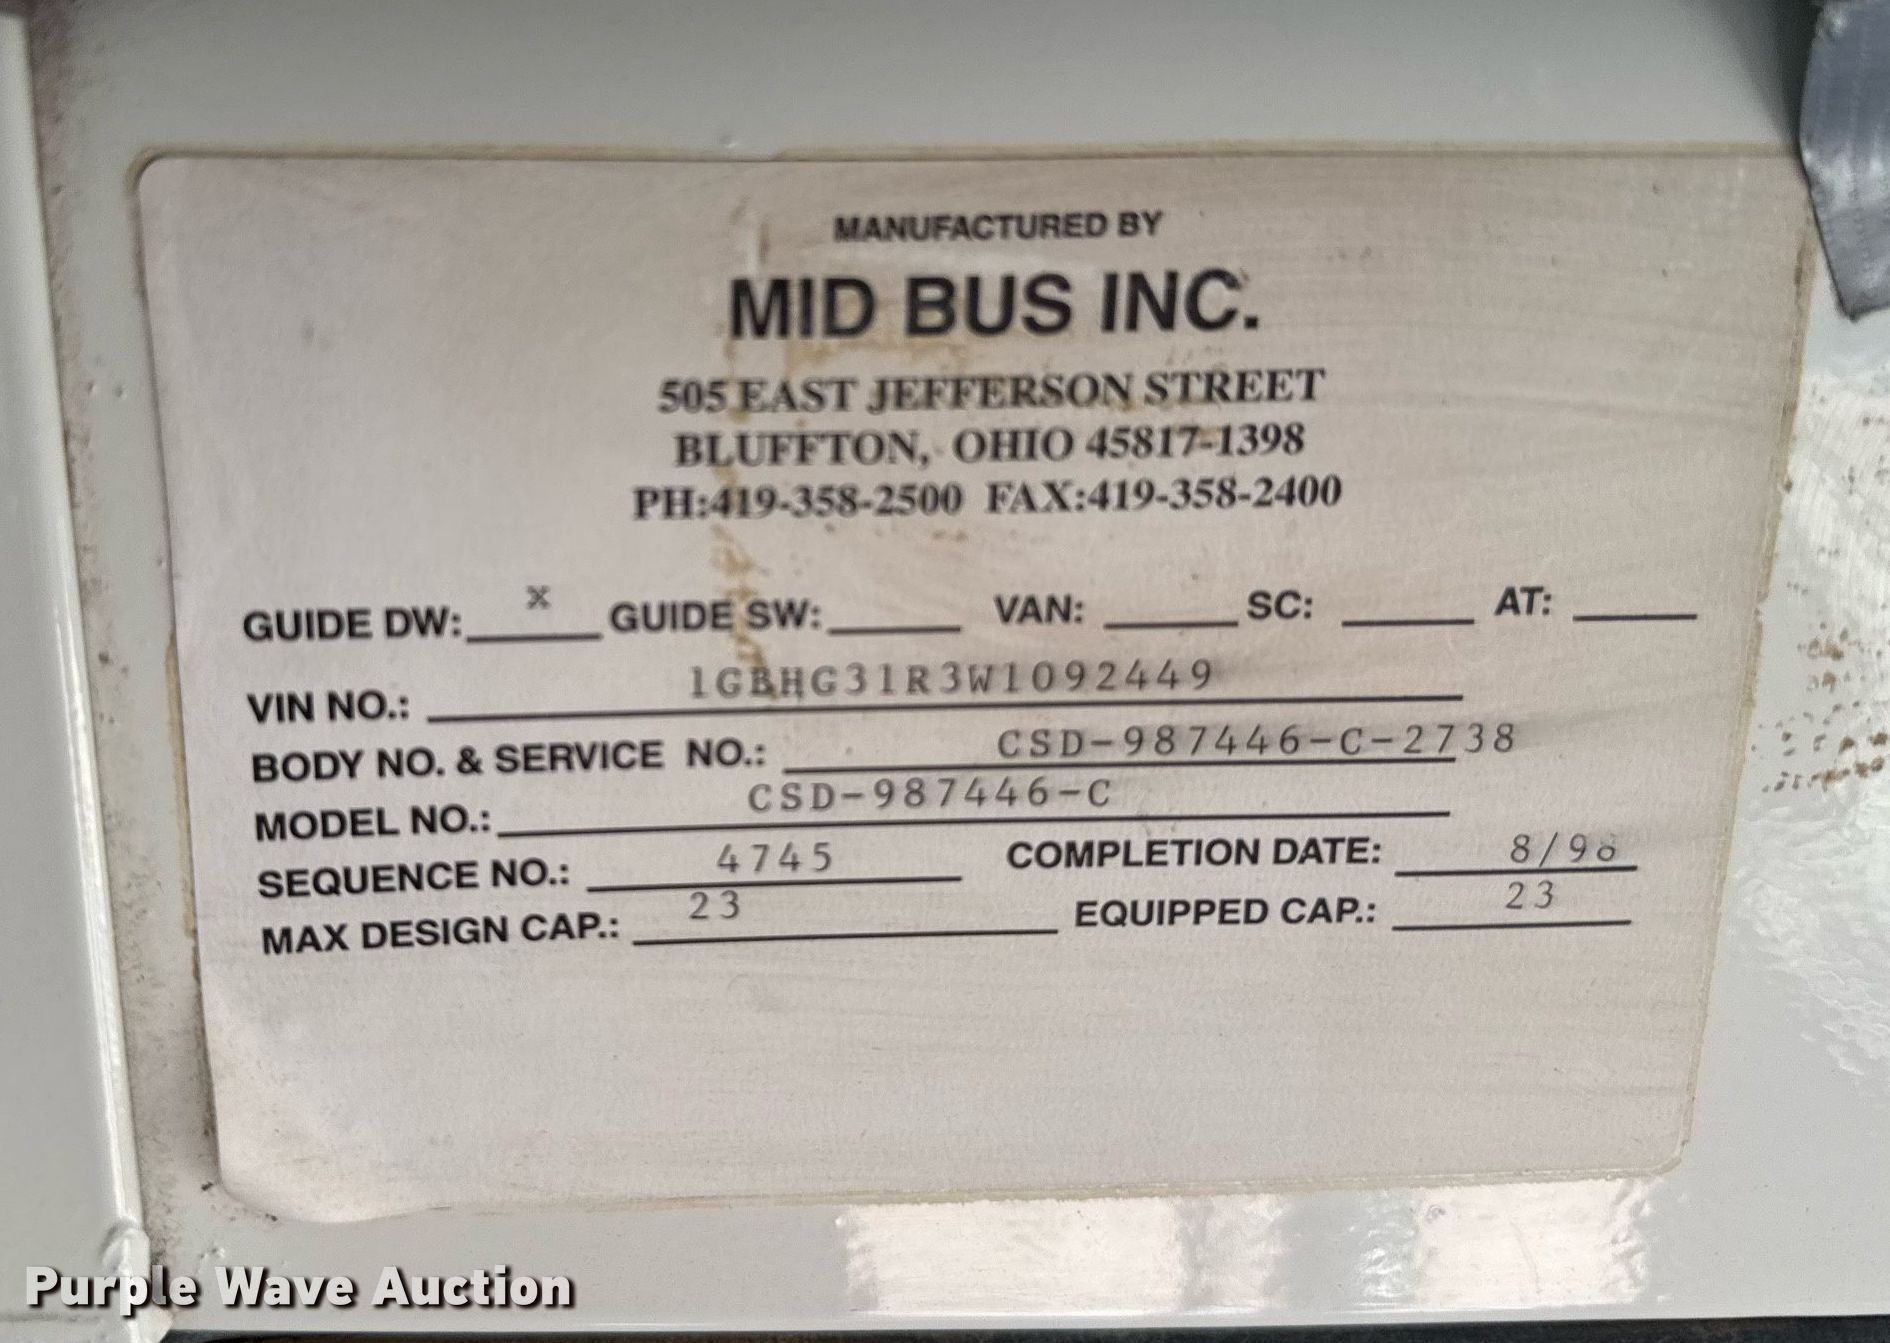 MANUFACTURED BY
MID BUS INC.
505 EAST JEFFERSON STREET
BLUFFTON, OHIO 45817-1398
PH:419-358-2500 FAX:419-358-2400
GUIDE DW: x GUIDE SW: VAN: SC: AT:
VIN NO.: 1GBHG31R3W1092449
BODY NO. & SERVICE NO.: CSD-987446-C-2738
MODEL NO.: CSD-987446-C
SEQUENCE NO.: 4745 COMPLETION DATE: 8/98
MAX DESIGN CAP.: 23 EQUIPPED CAP.: 23
Purple Wave Auction